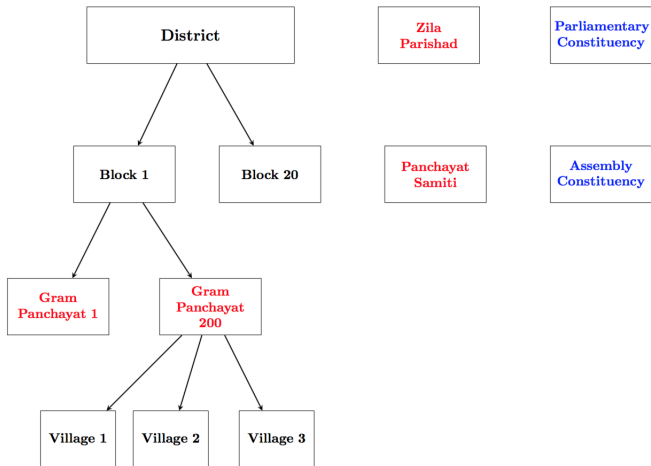 District
Zila
Parishad
Parliamentary
Constituency
Block 1
Block 20
Panchayat
Samiti
Assembly
Constituency
Gram
Panchayat 1
Gram
Panchayat
200
Village 1
Village 2
Village 3